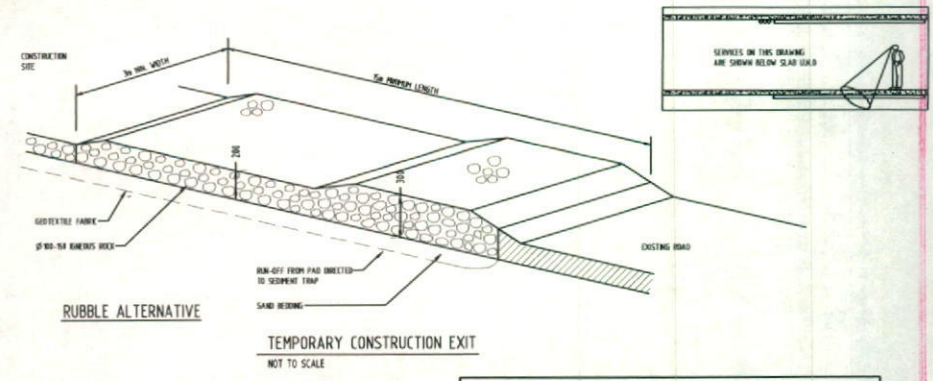 CONSTRUCTION
SITE
3m MIN. WIDTH
15m MINIMUM LENGTH
SERVICES ON THIS DRAWING
ARE SHOWN BELOW SLAB U.N.O
200
300
GEOTEXTILE FABRIC
Ø 100-150 IGNEOUS ROCK
EXISTING ROAD
RUN-OFF FROM PAD DIRECTED
TO SEDIMENT TRAP
SAND BEDDING
RUBBLE ALTERNATIVE
TEMPORARY CONSTRUCTION EXIT
NOT TO SCALE